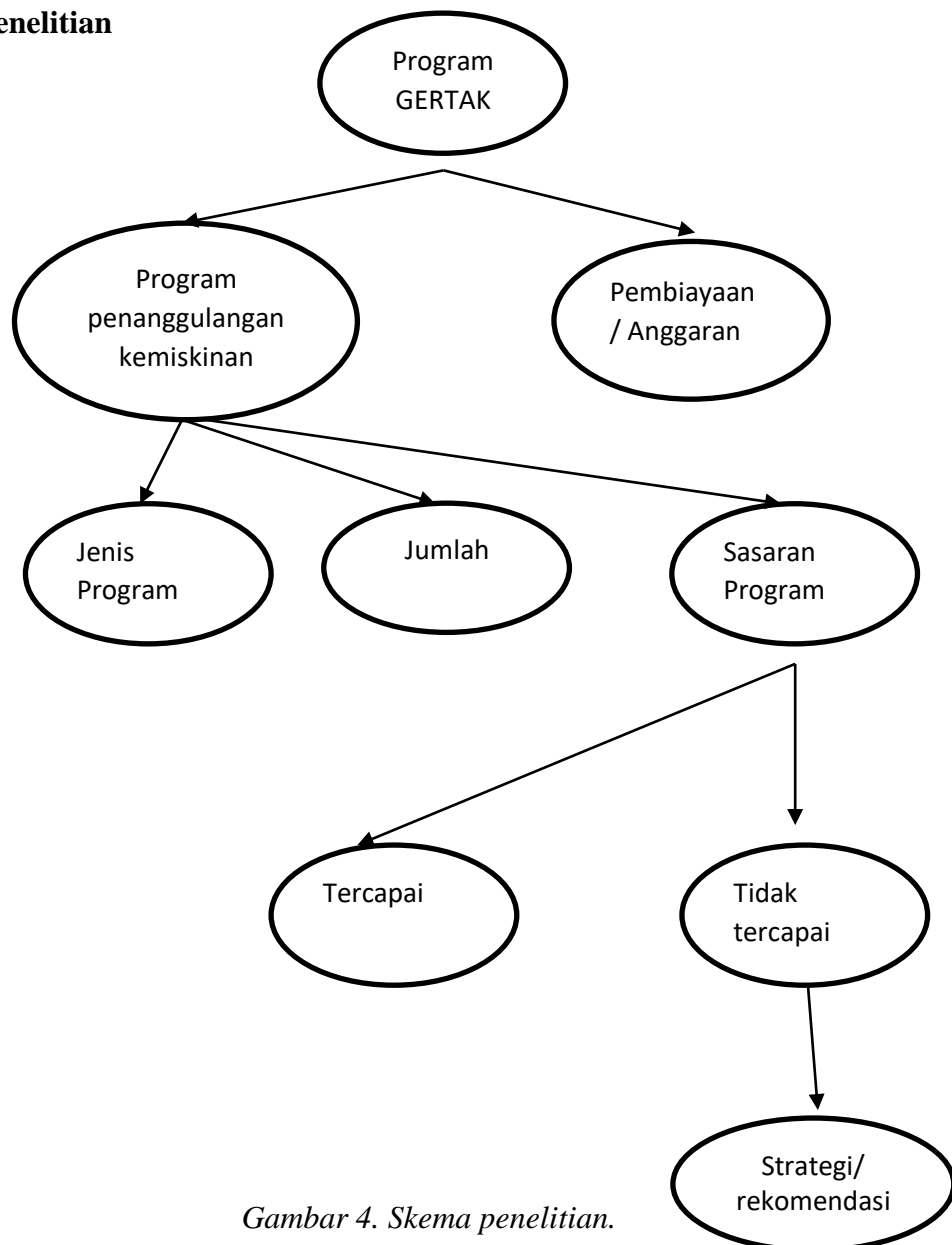 enelitian
Program
GERTAK
Program
penanggulangan
kemiskinan
Pembiayaan
/ Anggaran
Jenis
Program
Jumlah
Sasaran
Program
Tercapai
Tidak
tercapai
Strategi/
rekomendasi
Gambar 4. Skema penelitian.